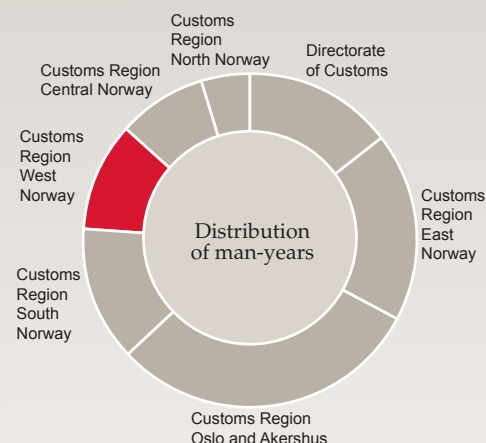 Customs
Region
North Norway
Directorate
of Customs
Customs Region
Central Norway
Customs
Region
West
Norway
Customs
Region
East
Norway
Distribution
of man-years
Customs
Region
South
Norway
Customs Region
Oslo and Akershus